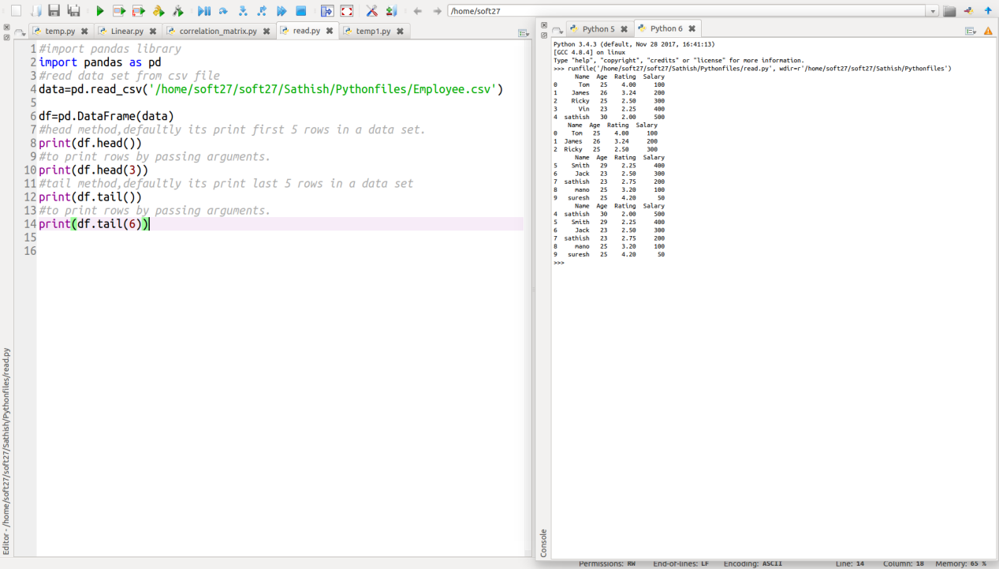 /home/soft27
temp.py Linear.py correlation_matrix.py read.py temp1.py
1 #import pandas library
2 import pandas as pd
3 #read data set from csv file
4 data=pd.read_csv('/home/soft27/soft27/Sathish/Pythonfiles/Employee.csv')
5
6 df=pd.DataFrame(data)
7 #head method,defaultly its print first 5 rows in a data set.
8 print(df.head())
9 #to print rows by passing arguments.
10 print(df.head(3))
11 #tail method,defaultly its print last 5 rows in a data set
12 print(df.tail())
13 #to print rows by passing arguments.
14 print(df.tail(6))
15
16
Editor - /home/soft27/soft27/Sathish/Pythonfiles/read.py
Python 5 Python 6
Python 3.4.3 (default, Nov 28 2017, 16:41:13)
[GCC 4.8.4] on linux
Type "help", "copyright", "credits" or "license" for more information.
>>> runfile('/home/soft27/soft27/Sathish/Pythonfiles/read.py', wdir=r'/home/soft27/soft27/Sathish/Pythonfiles')
Name Age Rating Salary
0 Tom 25 4.00 100
1 James 26 3.24 200
2 Ricky 25 2.50 300
3 Vin 23 2.25 400
4 sathish 30 2.00 500
Name Age Rating Salary
0 Tom 25 4.00 100
1 James 26 3.24 200
2 Ricky 25 2.50 300
Name Age Rating Salary
5 Smith 29 2.25 400
6 Jack 23 2.50 300
7 sathish 23 2.75 200
8 mano 25 3.20 100
9 suresh 25 4.20 50
Name Age Rating Salary
4 sathish 30 2.00 500
5 Smith 29 2.25 400
6 Jack 23 2.50 300
7 sathish 23 2.75 200
8 mano 25 3.20 100
9 suresh 25 4.20 50
>>>
Console
Permissions: RW End-of-lines: LF Encoding: ASCII Line: 14 Column: 18 Memory: 65 %